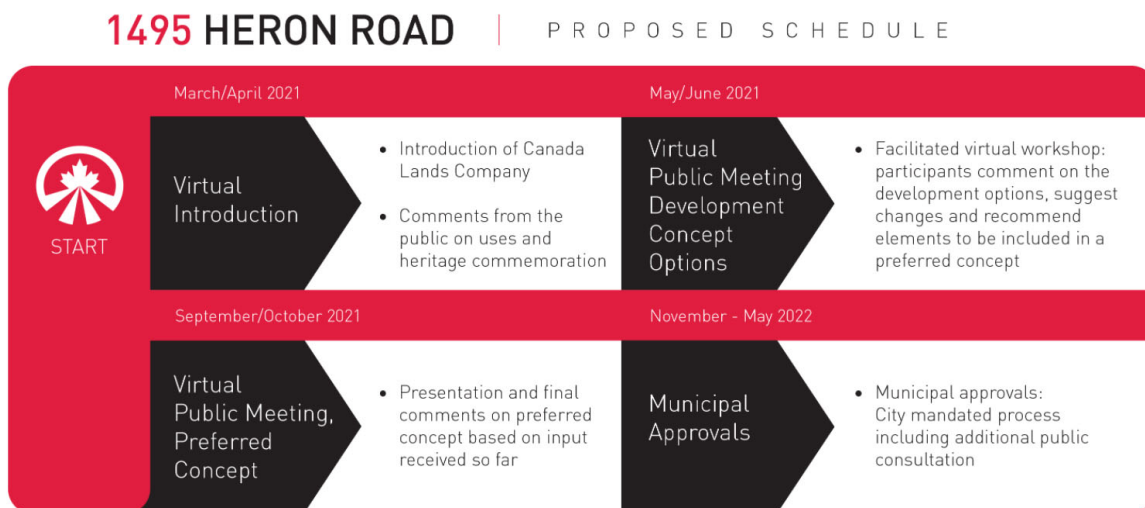 1495 HERON ROAD | PROPOSED SCHEDULE
START
March/April 2021
Virtual
Introduction
• Introduction of Canada
Lands Company
• Comments from the
public on uses and
heritage commemoration
May/June 2021
Virtual
Public Meeting
Development
Concept
Options
• Facilitated virtual workshop:
participants comment on the
development options, suggest
changes and recommend
elements to be included in a
preferred concept
September/October 2021
Virtual
Public Meeting,
Preferred
Concept
• Presentation and final
comments on preferred
concept based on input
received so far
November - May 2022
Municipal
Approvals
• Municipal approvals:
City mandated process
including additional public
consultation